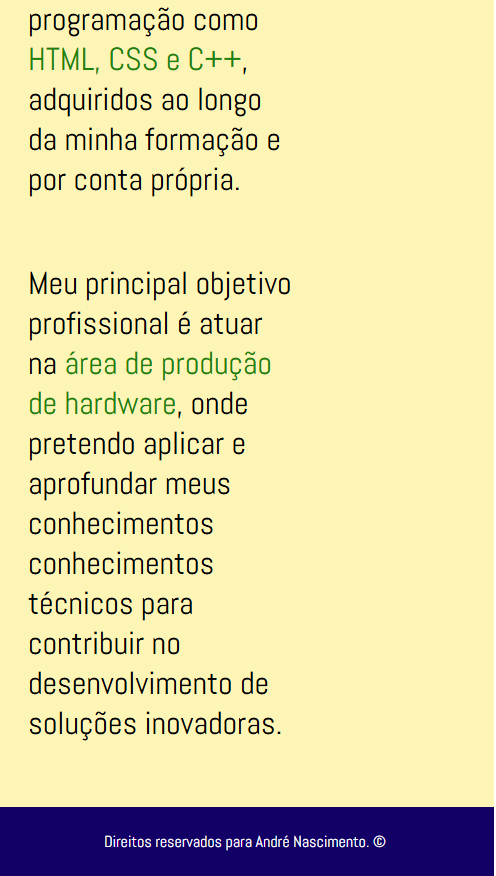 programação como
HTML, CSS e C++,
adquiridos ao longo
da minha formação e
por conta própria.
Meu principal objetivo
profissional é atuar
na área de produção
de hardware, onde
pretendo aplicar e
aprofundar meus
conhecimentos
conhecimentos
técnicos para
contribuir no
desenvolvimento de
soluções inovadoras.
Direitos reservados para André Nascimento. ©